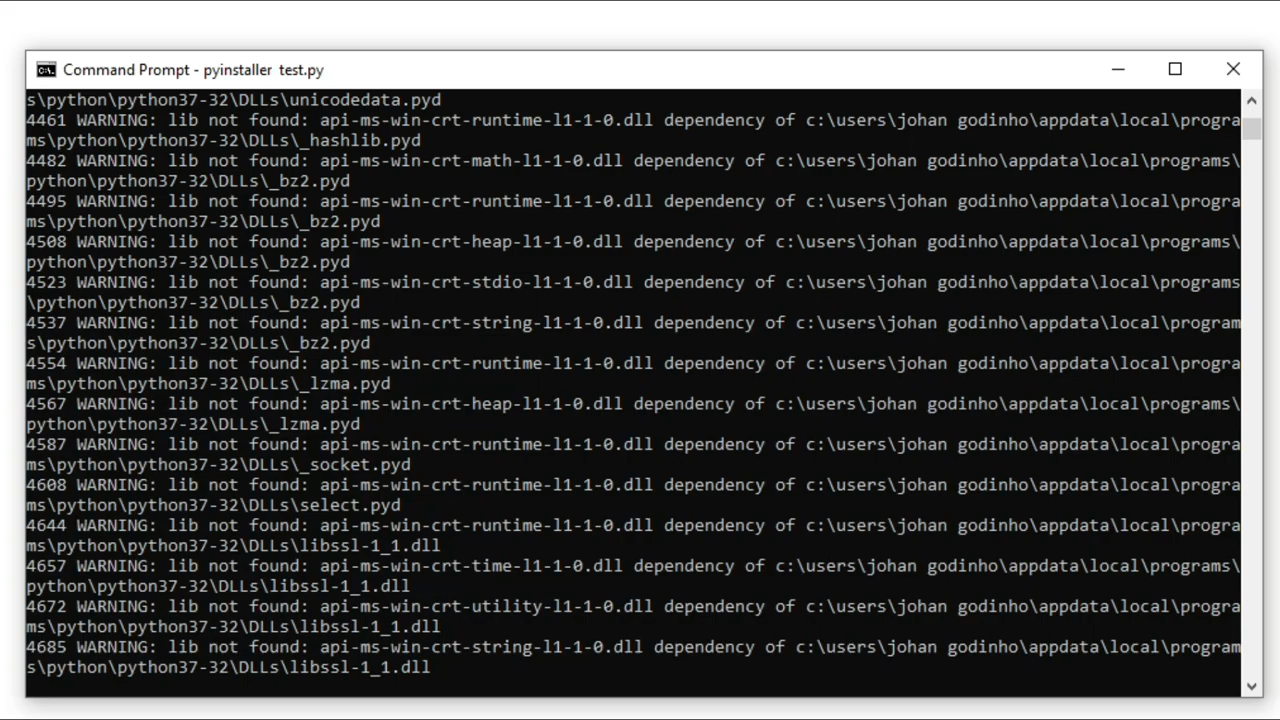 Command Prompt - pyinstaller test.py
s\python\python37-32\DLLs\unicodedata.pyd
4461 WARNING: lib not found: api-ms-win-crt-runtime-l1-1-0.dll dependency of c:\users\johan godinho\appdata\local\progra
ms\python\python37-32\DLLs\_hashlib.pyd
4482 WARNING: lib not found: api-ms-win-crt-math-l1-1-0.dll dependency of c:\users\johan godinho\appdata\local\programs\
python\python37-32\DLLs\_bz2.pyd
4495 WARNING: lib not found: api-ms-win-crt-runtime-l1-1-0.dll dependency of c:\users\johan godinho\appdata\local\progra
ms\python\python37-32\DLLs\_bz2.pyd
4508 WARNING: lib not found: api-ms-win-crt-heap-l1-1-0.dll dependency of c:\users\johan godinho\appdata\local\programs\
python\python37-32\DLLs\_bz2.pyd
4523 WARNING: lib not found: api-ms-win-crt-stdio-l1-1-0.dll dependency of c:\users\johan godinho\appdata\local\programs
\python\python37-32\DLLs\_bz2.pyd
4537 WARNING: lib not found: api-ms-win-crt-string-l1-1-0.dll dependency of c:\users\johan godinho\appdata\local\program
s\python\python37-32\DLLs\_bz2.pyd
4554 WARNING: lib not found: api-ms-win-crt-runtime-l1-1-0.dll dependency of c:\users\johan godinho\appdata\local\progra
ms\python\python37-32\DLLs\_lzma.pyd
4567 WARNING: lib not found: api-ms-win-crt-heap-l1-1-0.dll dependency of c:\users\johan godinho\appdata\local\programs\
python\python37-32\DLLs\_lzma.pyd
4587 WARNING: lib not found: api-ms-win-crt-runtime-l1-1-0.dll dependency of c:\users\johan godinho\appdata\local\progra
ms\python\python37-32\DLLs\_socket.pyd
4608 WARNING: lib not found: api-ms-win-crt-runtime-l1-1-0.dll dependency of c:\users\johan godinho\appdata\local\progra
ms\python\python37-32\DLLs\select.pyd
4644 WARNING: lib not found: api-ms-win-crt-runtime-l1-1-0.dll dependency of c:\users\johan godinho\appdata\local\progra
ms\python\python37-32\DLLs\libssl-1_1.dll
4657 WARNING: lib not found: api-ms-win-crt-time-l1-1-0.dll dependency of c:\users\johan godinho\appdata\local\programs\
python\python37-32\DLLs\libssl-1_1.dll
4672 WARNING: lib not found: api-ms-win-crt-utility-l1-1-0.dll dependency of c:\users\johan godinho\appdata\local\progra
ms\python\python37-32\DLLs\libssl-1_1.dll
4685 WARNING: lib not found: api-ms-win-crt-string-l1-1-0.dll dependency of c:\users\johan godinho\appdata\local\program
s\python\python37-32\DLLs\libssl-1_1.dll